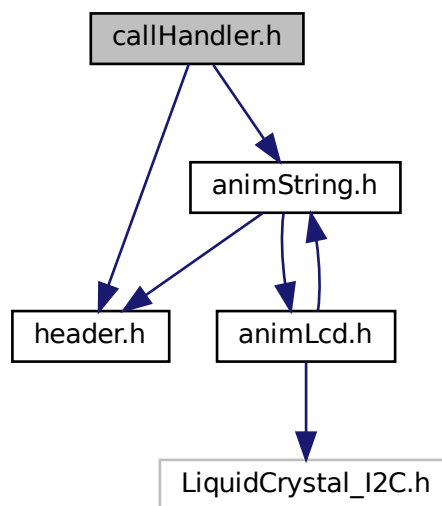 callHandler.h
animString.h
header.h
animLcd.h
LiquidCrystal_I2C.h